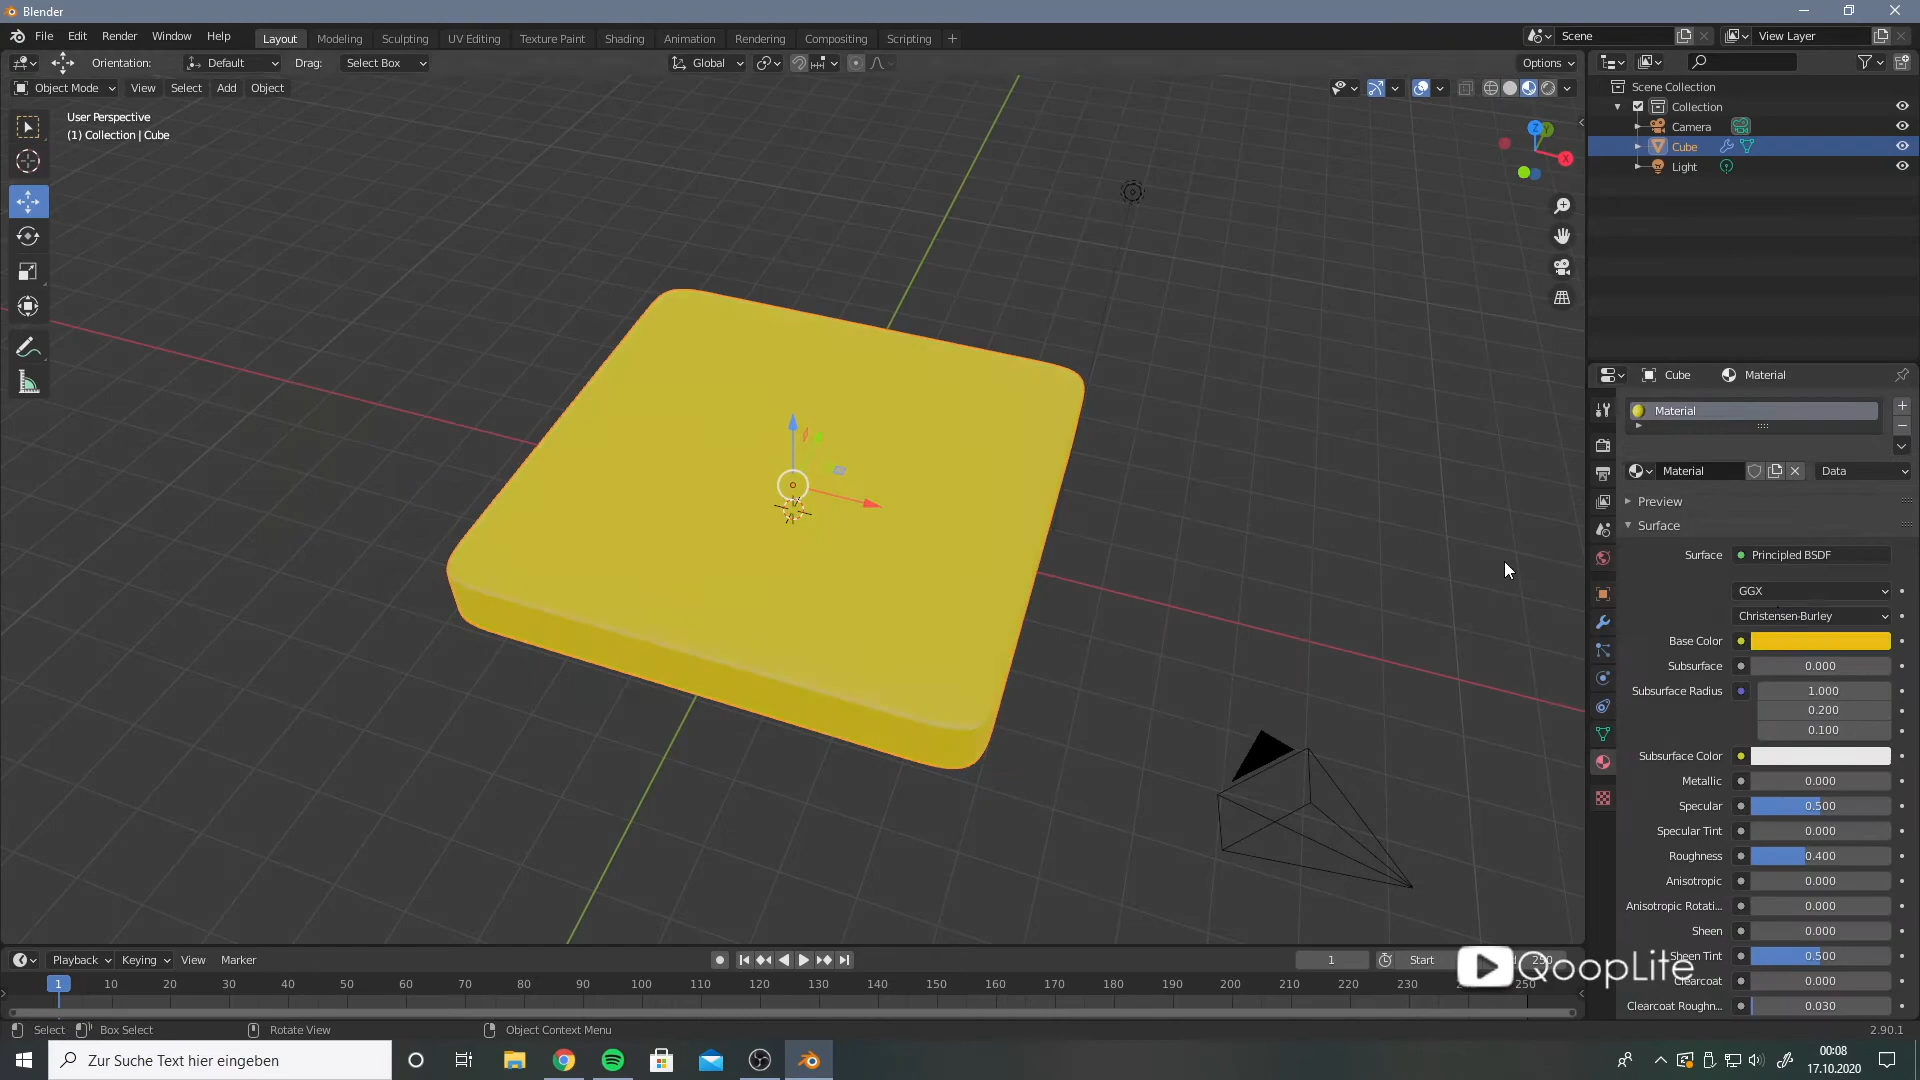 Blender
File Edit Render Window Help Layout Modeling Sculpting UV Editing Texture Paint Shading Animation Rendering Compositing Scripting + Scene View Layer
Orientation: Default Drag: Select Box Global Options
Object Mode View Select Add Object
User Perspective
(1) Collection | Cube
Z Y
X
Scene Collection
Collection
Camera
Cube
Light
Cube Material
Material
Material Data
Preview
Surface
Surface Principled BSDF
GGX
Christensen-Burley
Base Color
Subsurface 0.000
Subsurface Radius 1.000
0.200
0.100
Subsurface Color
Metallic 0.000
Specular 0.500
Specular Tint 0.000
Roughness 0.400
Anisotropic 0.000
Anisotropic Rotati... 0.000
Sheen 0.000
Sheen Tint 0.500
Clearcoat 0.000
Clearcoat Roughn... 0.030
Playback Keying View Marker 1 Start 250
QoopLite
1 10 20 30 40 50 60 70 80 90 100 110 120 130 140 150 160 170 180 190 200 210 220 230 250
Select Box Select Rotate View Object Context Menu 2.90.1
Zur Suche Text hier eingeben
00:08
17.10.2020